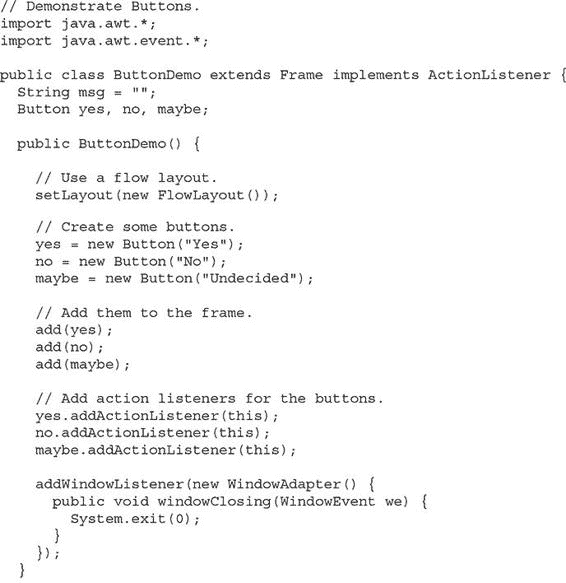 // Demonstrate Buttons.
import java.awt.*;
import java.awt.event.*;

public class ButtonDemo extends Frame implements ActionListener {
  String msg = "";
  Button yes, no, maybe;

  public ButtonDemo() {

    // Use a flow layout.
    setLayout(new FlowLayout());

    // Create some buttons.
    yes = new Button("Yes");
    no = new Button("No");
    maybe = new Button("Undecided");

    // Add them to the frame.
    add(yes);
    add(no);
    add(maybe);

    // Add action listeners for the buttons.
    yes.addActionListener(this);
    no.addActionListener(this);
    maybe.addActionListener(this);

    addWindowListener(new WindowAdapter() {
      public void windowClosing(WindowEvent we) {
        System.exit(0);
      }
    });
  }